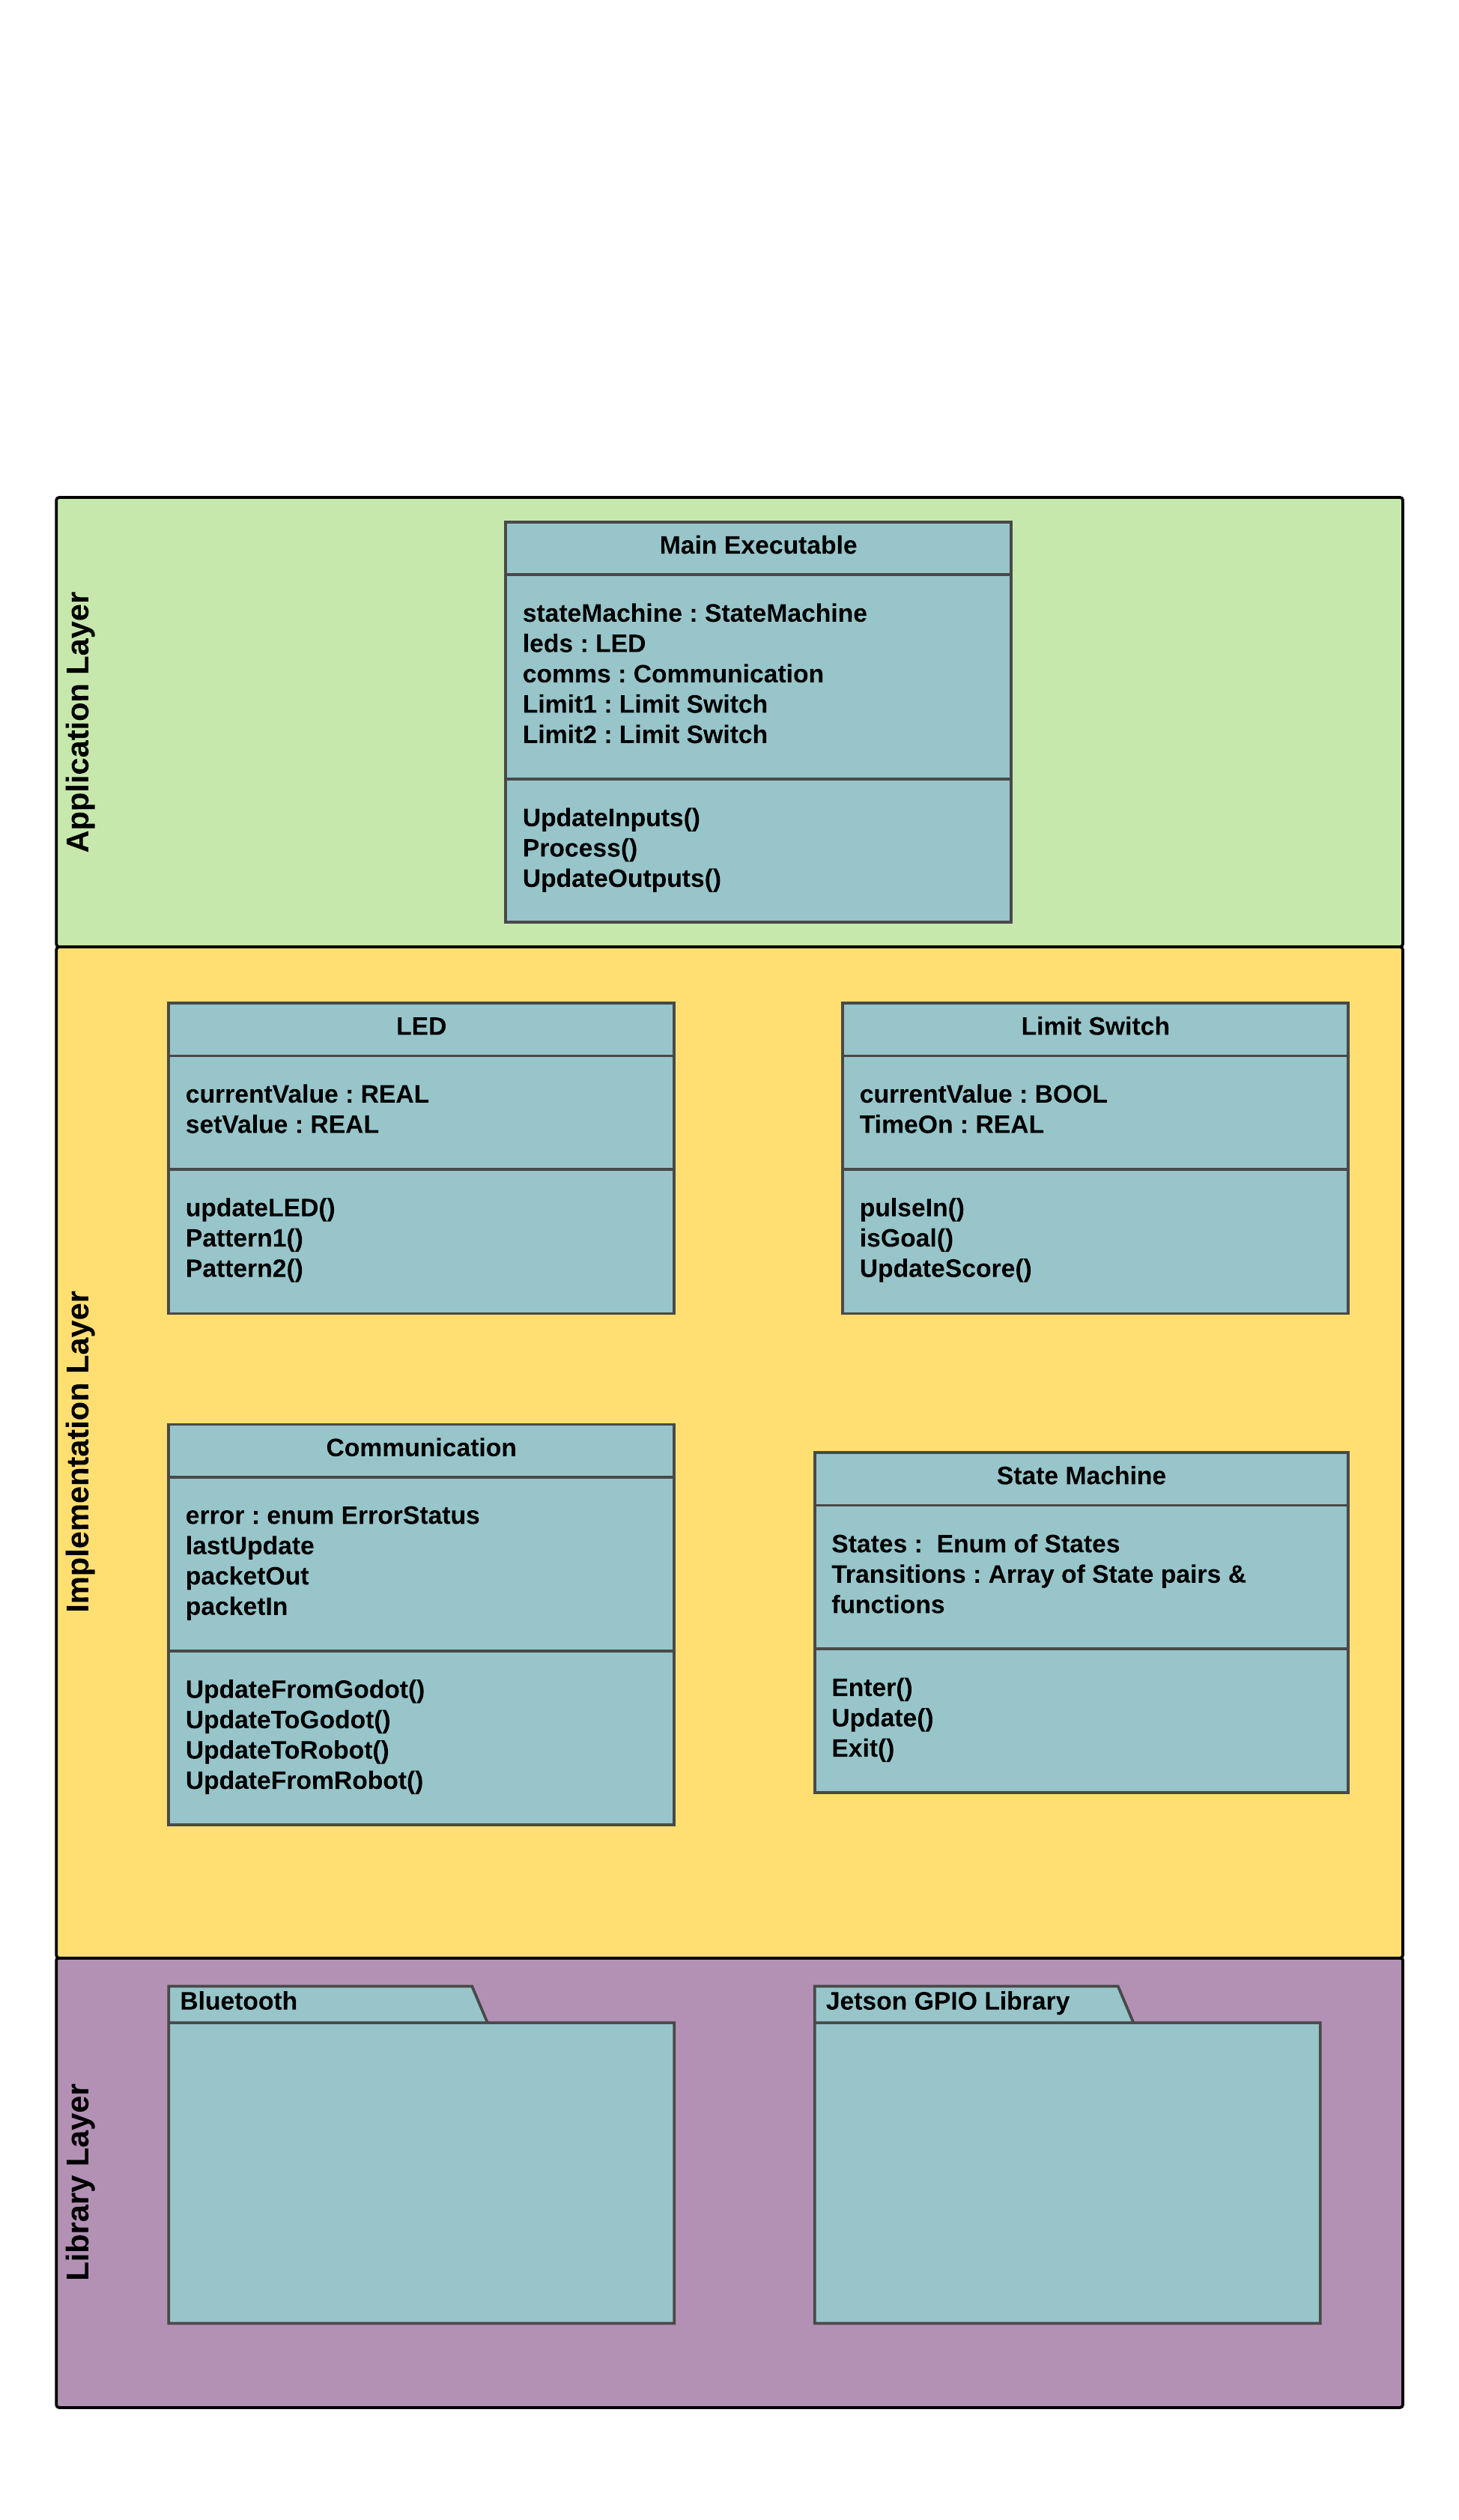 Application Layer
Main Executable
stateMachine : StateMachine
leds : LED
comms : Communication
Limit1 : Limit Switch
Limit2 : Limit Switch
UpdateInputs()
Process()
UpdateOutputs()
Implementation Layer
LED
currentValue : REAL
setValue : REAL
updateLED()
Pattern1()
Pattern2()
Limit Switch
currentValue : BOOL
TimeOn : REAL
pulseIn()
isGoal()
UpdateScore()
Communication
error : enum ErrorStatus
lastUpdate
packetOut
packetIn
UpdateFromGodot()
UpdateToGodot()
UpdateToRobot()
UpdateFromRobot()
State Machine
States :  Enum of States
Transitions : Array of State pairs &
functions
Enter()
Update()
Exit()
Library Layer
Bluetooth
Jetson GPIO Library